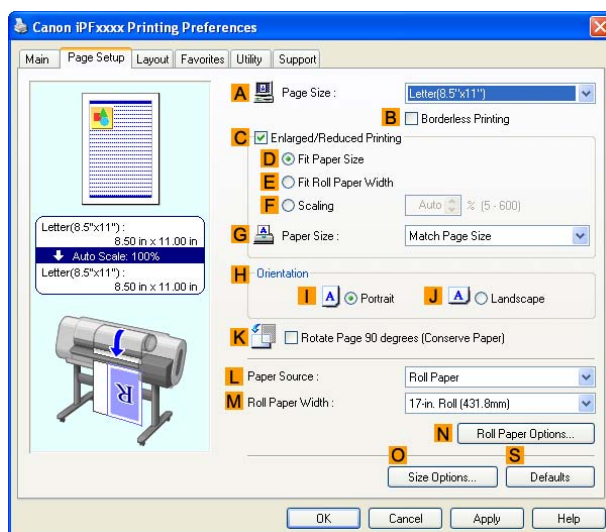 Canon iPFxxxx Printing Preferences
Main Page Setup Layout Favorites Utility Support
A Page Size : Letter(8.5"x11")
B Borderless Printing
C Enlarged/Reduced Printing
D Fit Paper Size
E Fit Roll Paper Width
F Scaling Auto % (5 - 600)
G A Paper Size : Match Page Size
H Orientation
I A Portrait J A Landscape
K Rotate Page 90 degrees (Conserve Paper)
L Paper Source : Roll Paper
M Roll Paper Width : 17-in. Roll (431.8mm)
N Roll Paper Options...
O S
Size Options... Defaults
Letter(8.5"x11") :
8.50 in x 11.00 in
Auto Scale: 100%
Letter(8.5"x11") :
8.50 in x 11.00 in
R
OK Cancel Apply Help